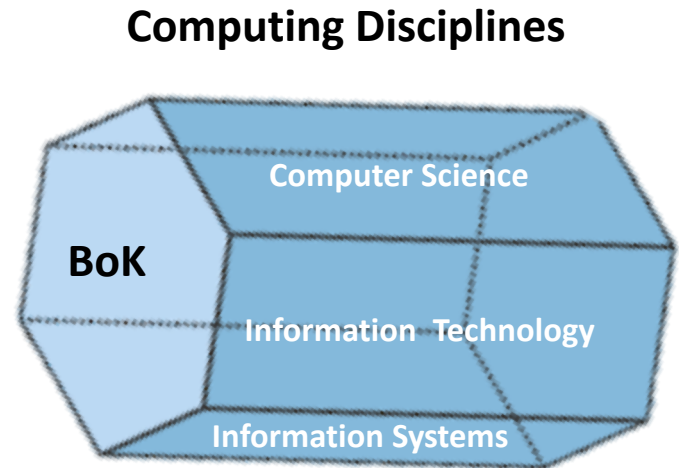 Computing Disciplines
Computer Science
BoK
Information Technology
Information Systems